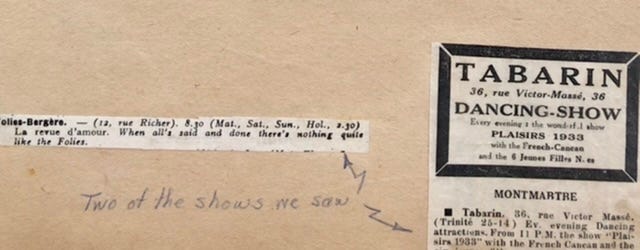 olies-Bergère. — (12, rue Richer). 8.30 (Mat., Sat., Sun., Hol., 2.30)
La revue d'amour. When all's said and done there's nothing quite
like the Folies.
Two of the shows we saw
TABARIN
36, rue Victor-Massé, 36
DANCING-SHOW
Every evening the wonderful show
PLAISIRS 1933
with the French-Cancan
and the 6 Jeunes Filles
MONTMARTRE
■ Tabarin. 36, rue Victor Massé.
(Trinité 25-14) Ev. evening Dancing
attractions. From 11 P.M. the show "Plai-
sirs 1933" with the French Cancan and the